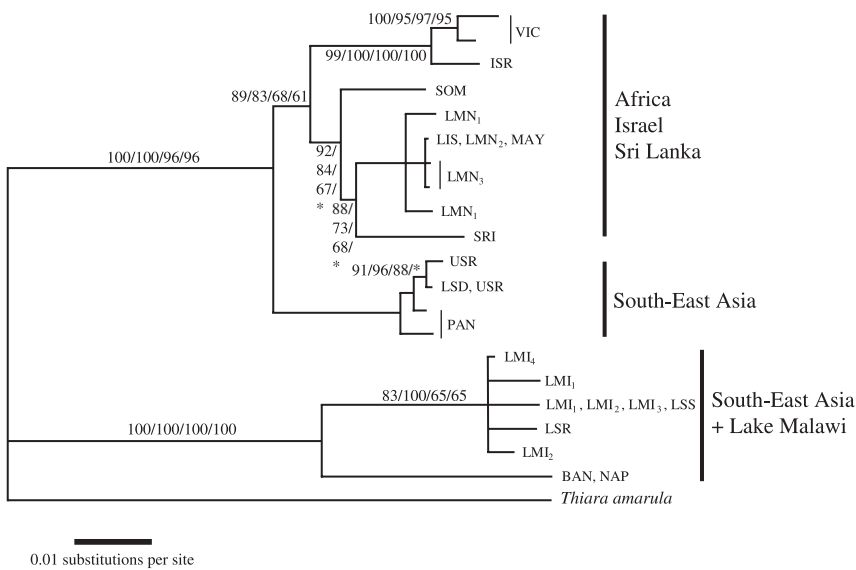 100/95/97/95
VIC
99/100/100/100
ISR
89/83/68/61
SOM
LMN₁
LIS, LMN₂, MAY
LMN₃
LMN₁
SRI
92/
84/
67/
*
88/
73/
68/
*
Africa
Israel
Sri Lanka
100/100/96/96
91/96/88/*
USR
LSD, USR
PAN
South-East Asia
LMI₄
LMI₁
83/100/65/65
LMI₁, LMI₂, LMI₃, LSS
LSR
LMI₂
South-East Asia
+ Lake Malawi
100/100/100/100
BAN, NAP
Thiara amarula
0.01 substitutions per site